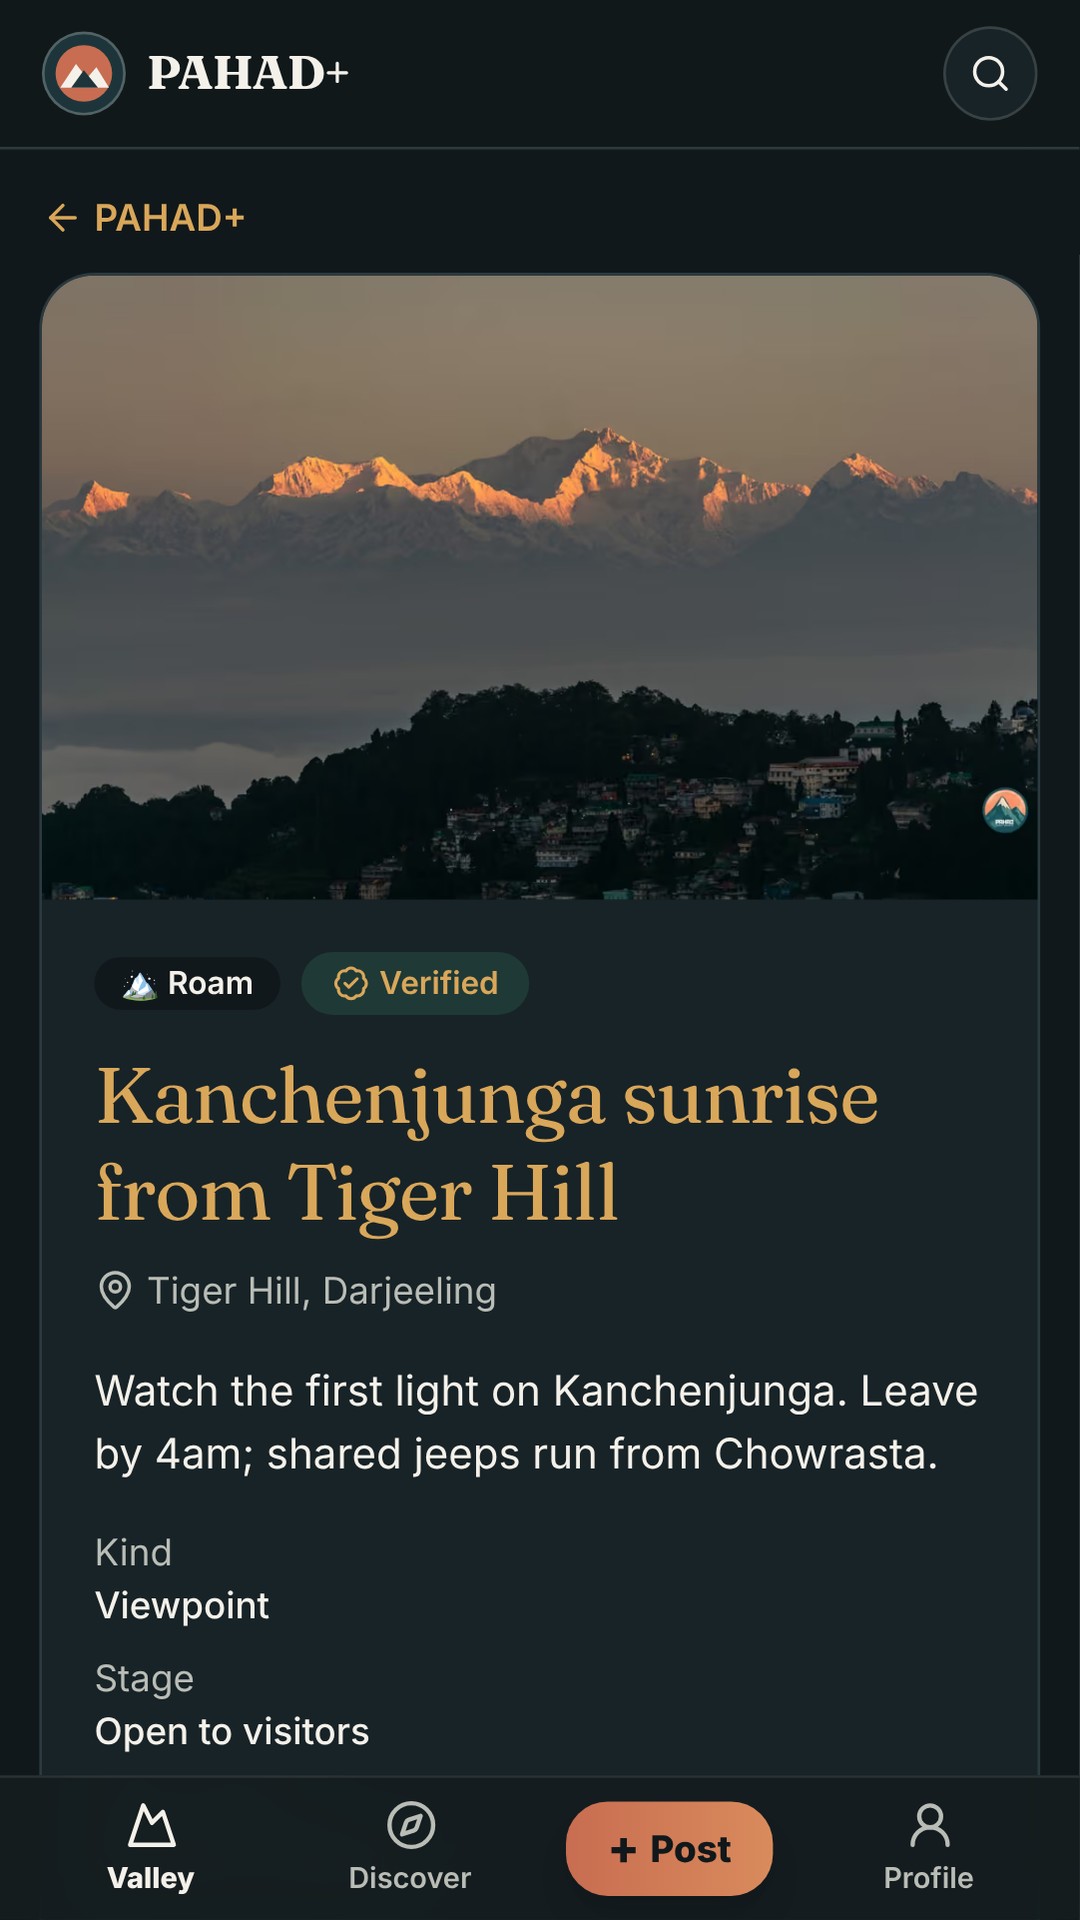 PAHAD+
PAHAD+
Roam
Verified
Kanchenjunga sunrise
from Tiger Hill
Tiger Hill, Darjeeling
Watch the first light on Kanchenjunga. Leave
by 4am; shared jeeps run from Chowrasta.
Kind
Viewpoint
Stage
Open to visitors
Valley
Discover
+ Post
Profile